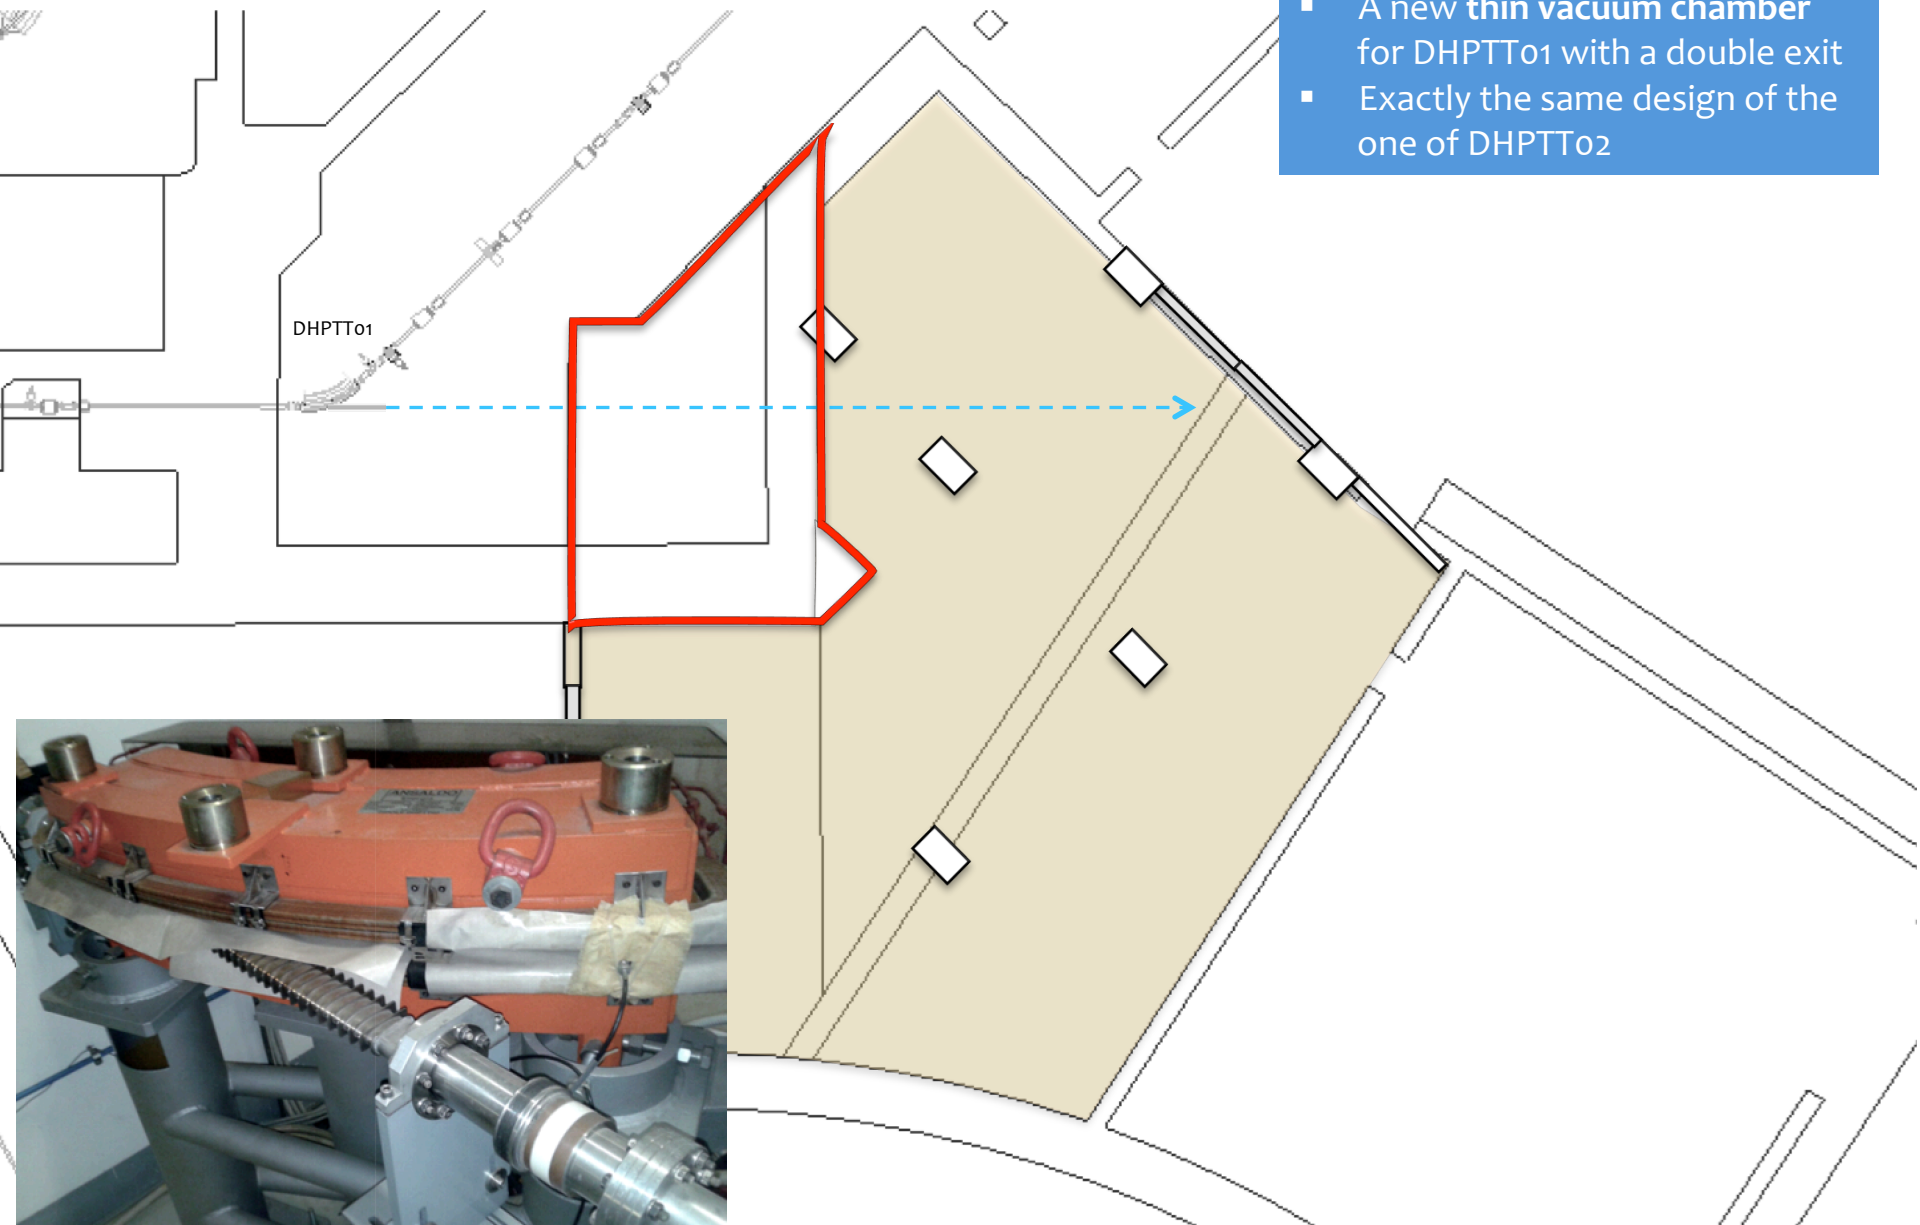 A new thin vacuum chamber
for DHPTT01 with a double exit
Exactly the same design of the
one of DHPTT02
DHPTT01
ANSALDO